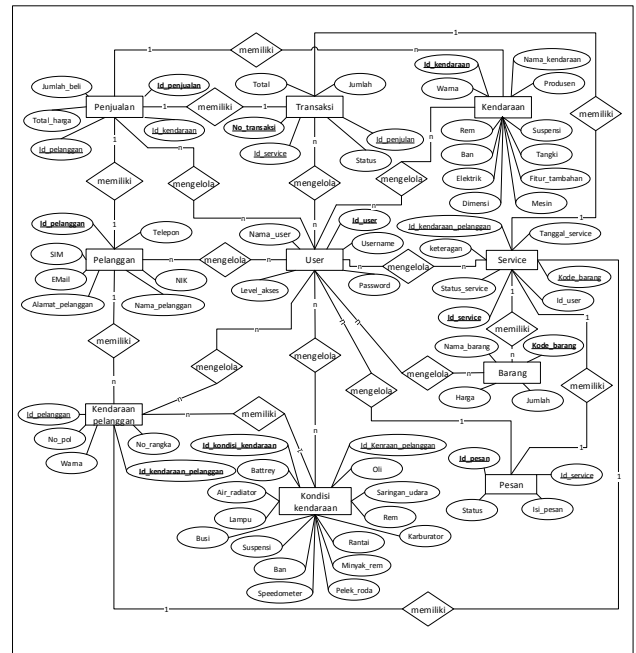 1
memiliki
n
1
Jumlah_beli
Id_penjualan
Total
Jumlah
Id_kendaraan
Nama_kendaraan
Warna
Produsen
Penjualan
1
memiliki
1
Transaksi
Kendaraan
memiliki
Total_harga
Id_kendaraan
No_transaksi
Id_penjulan
Rem
Suspensi
Id_pelanggan
Id_service
Status
Ban
Tangki
1
n
n
n
n
memiliki
mengelola
mengelola
mengelola
Elektrik
Fitur_tambahan
Dimensi
Mesin
Id_pelanggan
Telepon
Nama_user
Id_user
Id_kendaraan_pelanggan
Tanggal_service
SIM
Username
keteragan
Pelanggan
n
mengelola
n
User
n
mengelola
n
Service
EMail
NIK
Level_akses
Password
Status_service
Kode_barang
Alamat_pelanggan
Nama_pelanggan
Id_service
Id_user
1
memiliki
n
mengelola
mengelola
mengelola
mengelola
memiliki
memiliki
Nama_barang
Kode_barang
Barang
Harga
Jumlah
Id_pelanggan
Kendaraan
pelanggan
n
memiliki
No_pol
No_rangka
Warna
Id_kendaraan_pelanggan
Id_kondisi_kendaraan
Id_Kenraan_pelanggan
Id_pesan
Id_service
Battrey
Oli
Pesan
Air_radiator
Saringan_udara
Status
Isi_pesan
Kondisi
kendaraan
Lampu
Rem
Busi
Karburator
Suspensi
Rantai
Ban
Minyak_rem
Speedometer
Pelek_roda
1
memiliki
1